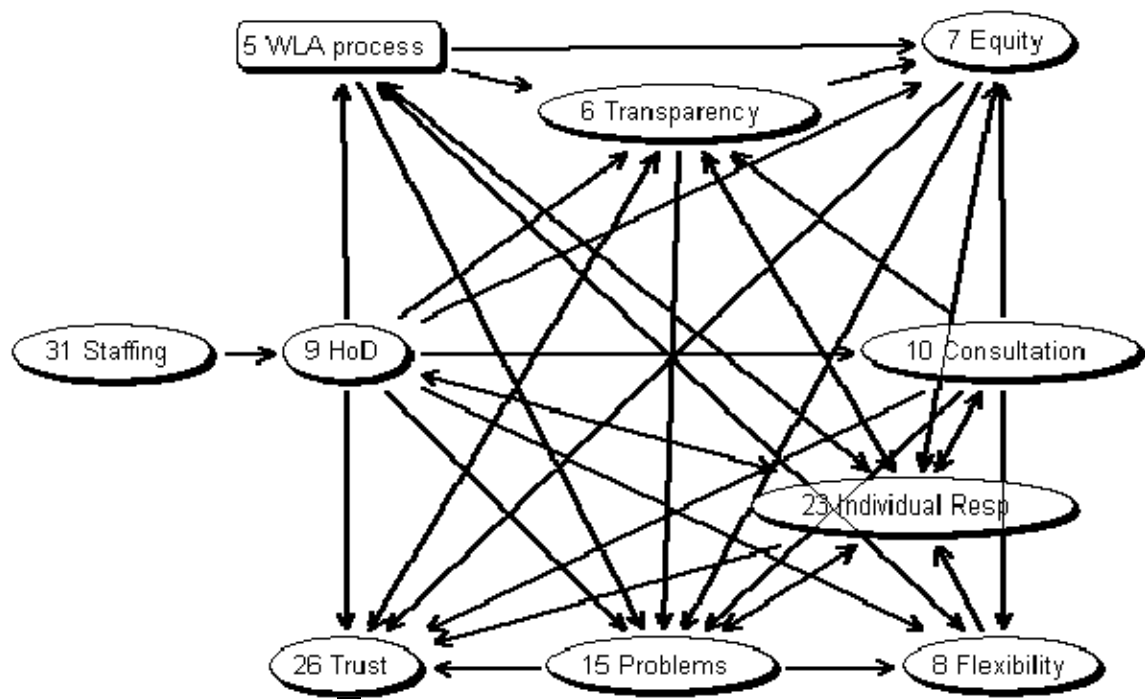 5 WLA process
7 Equity
6 Transparency
31 Staffing
9 HoD
10 Consultation
23 Individual Resp
26 Trust
15 Problems
8 Flexibility